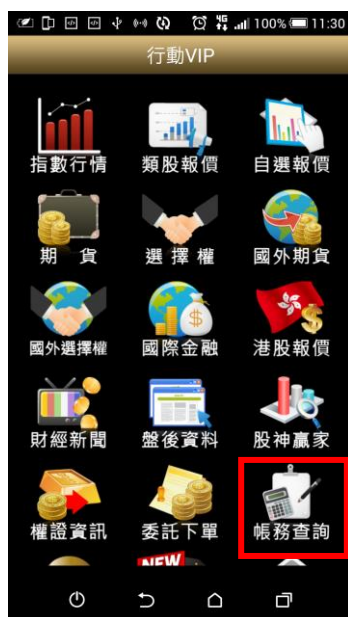 4G 100% 11:30
行動VIP
指數行情 類股報價 自選報價
期 貨 選 擇 權 國外期貨
國外選擇權 國際金融 港股報價
財經新聞 盤後資料 股神贏家
權證資訊 委託下單 帳務查詢
NEW